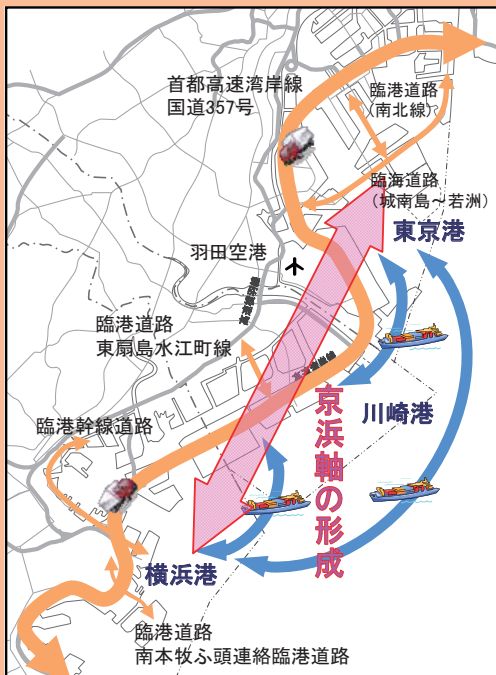 首都高速湾岸線
国道357号
臨港道路
(南北線)
臨海道路
(城南島～若洲)
東京港
羽田空港
臨港道路
東扇島水江町線
川崎港
臨港幹線道路
京浜軸の形成
横浜港
臨港道路
南本牧ふ頭連絡臨港道路